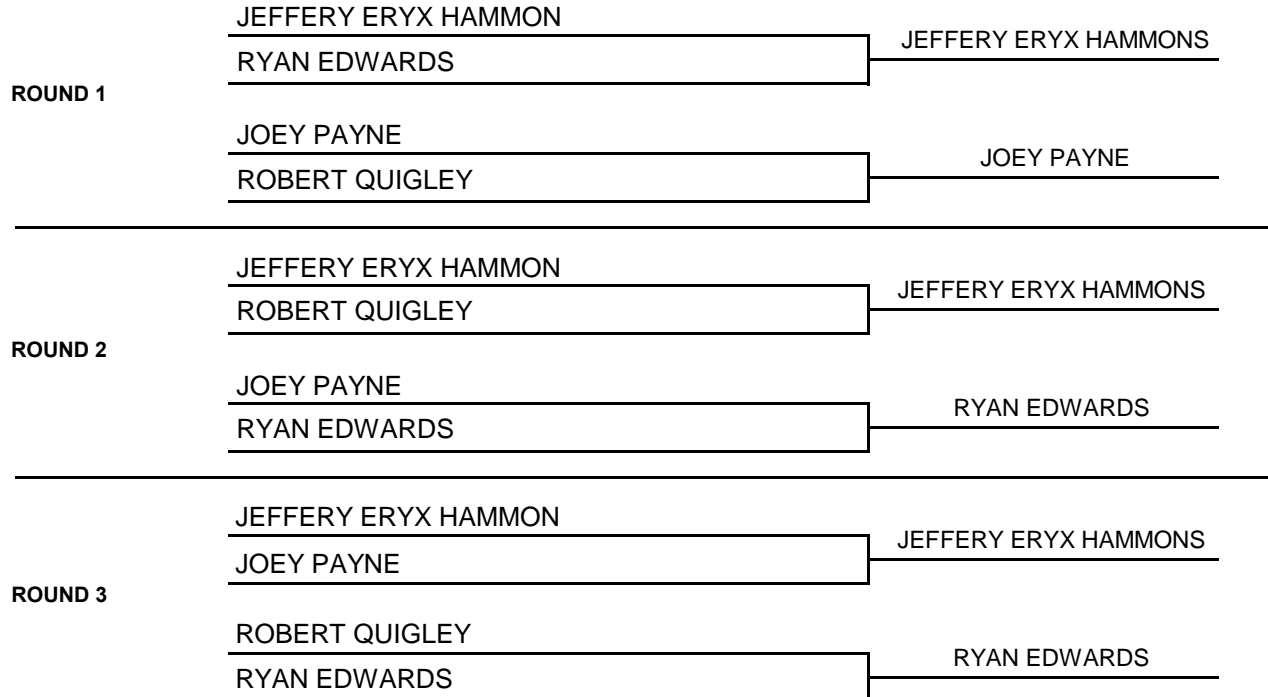 JEFFERY ERYX HAMMON
JEFFERY ERYX HAMMONS
RYAN EDWARDS
ROUND 1
JOEY PAYNE
JOEY PAYNE
ROBERT QUIGLEY
JEFFERY ERYX HAMMON
JEFFERY ERYX HAMMONS
ROBERT QUIGLEY
ROUND 2
JOEY PAYNE
RYAN EDWARDS
RYAN EDWARDS
JEFFERY ERYX HAMMON
JEFFERY ERYX HAMMONS
JOEY PAYNE
ROUND 3
ROBERT QUIGLEY
RYAN EDWARDS
RYAN EDWARDS